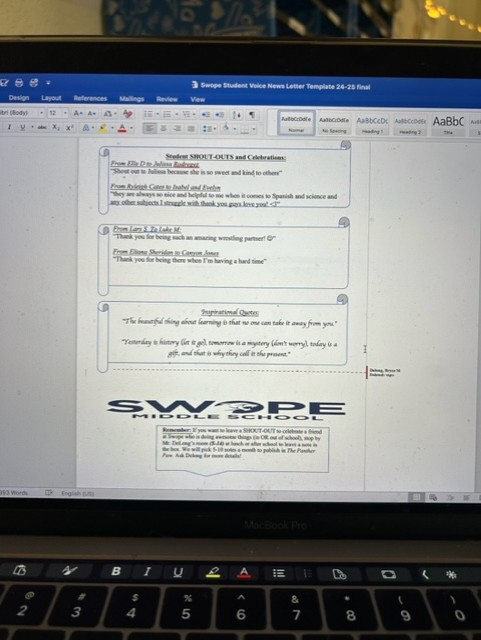 Swope Student Voice News Letter Template 24-25 final
Design Layout References Mailings Review View
(Body) 12 A A Aa
AaBbCcDdEe AaBbCcDdEe AaBbCcDc AaBbCcDdEe AaBbC
Normal No Spacing Heading 1 Heading 2 Title
I U abc X₂ X² A
Student SHOUT-OUTS and Celebrations:
From Ella D to Julissa Rodriguez
"Shout out to Julissa because she is so sweet and kind to others"
From Raleigh Cates to Isabel and Evelyn
"they are always so nice and helpful to me when it comes to Spanish and science and
any other subjects I struggle with thank you guys love you! <3"
From Lars S To Luke M:
"Thank you for being such an amazing wrestling partner! ☺"
From Eliana Sheridan to Canyon Jones
"Thank you for being there when I'm having a hard time"
Inspirational Quotes:
"The beautiful thing about learning is that no one can take it away from you."
"Yesterday is history (let it go), tomorrow is a mystery (don't worry), today is a
gift, and that is why they call it the present."
Delong, Bryce M
Deleted: <sp>
SWOPE
MIDDLE SCHOOL
Remember: If you want to leave a SHOUT-OUT to celebrate a friend
at Swope who is doing awesome things (in OR out of school), stop by
Mr. DeLong's room (S-14) at lunch or after school to leave a note in
the box. We will pick 5-10 notes a month to publish in The Panther
Paw. Ask Delong for more details!
383 Words English (US)
MacBook Pro
B I U A
@ # $ % ^ & * ( )
2 3 4 5 6 7 8 9 0